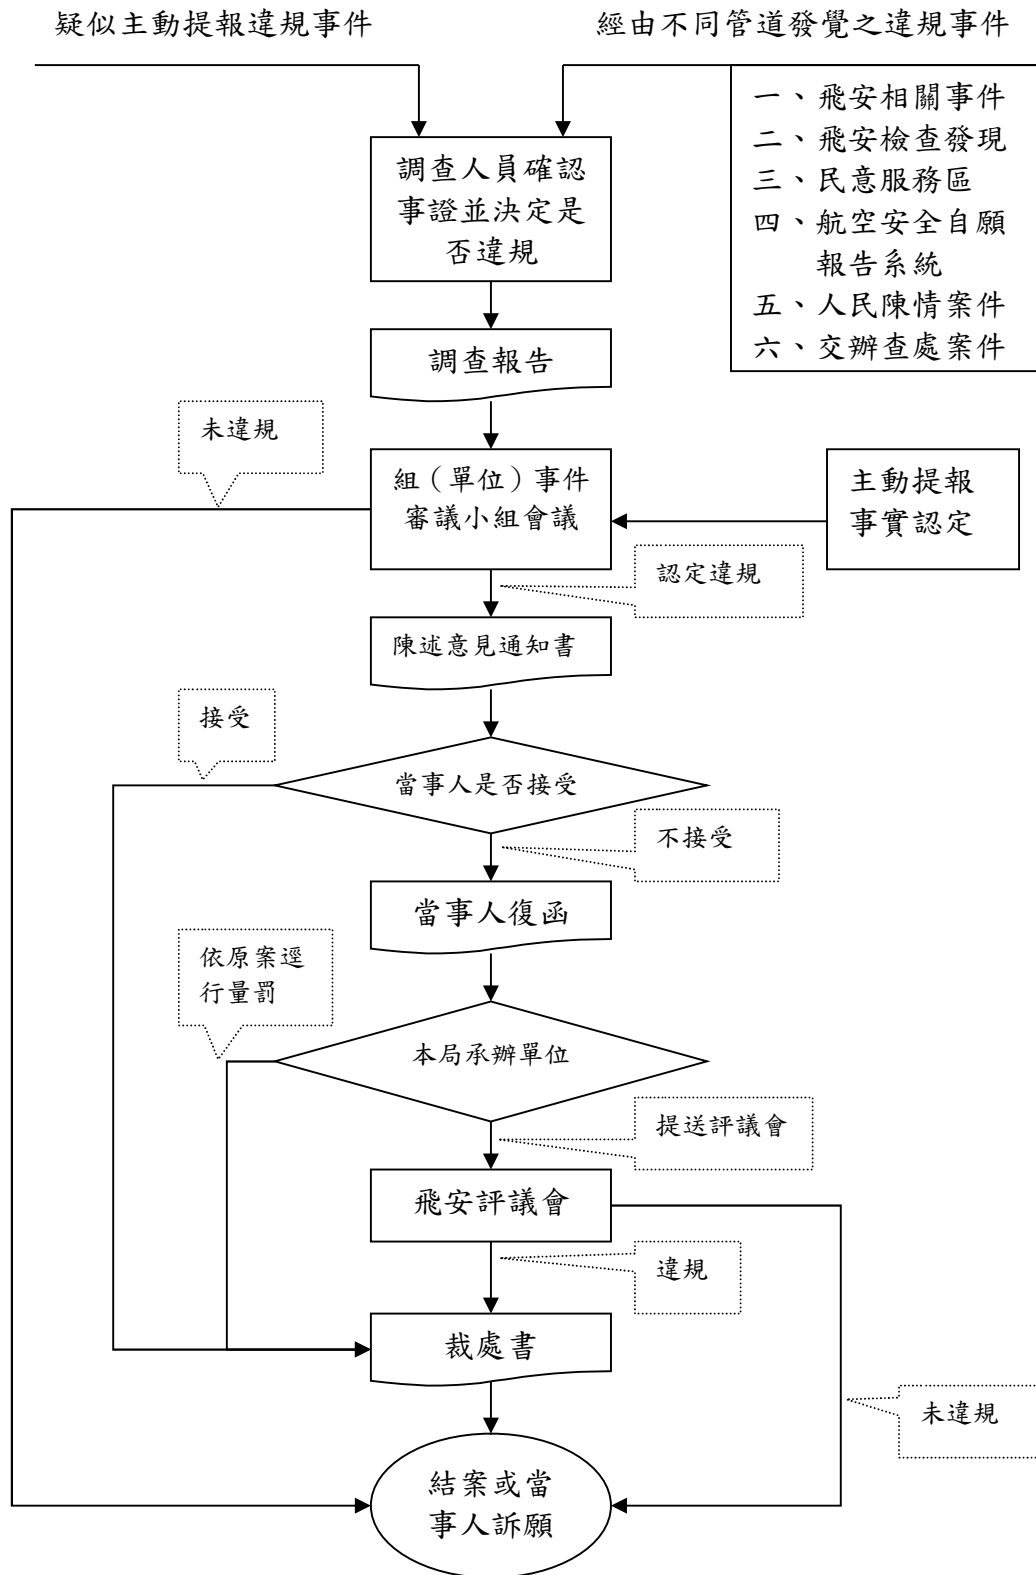 疑似主動提報違規事件
經由不同管道發覺之違規事件
一、飛安相關事件
二、飛安檢查發現
三、民意服務區
四、航空安全自願
報告系統
五、人民陳情案件
六、交辦查處案件
調查人員確認
事證並決定是
否違規
調查報告
未違規
組（單位）事件
審議小組會議
主動提報
事實認定
認定違規
陳述意見通知書
接受
當事人是否接受
不接受
當事人復函
依原案逕
行量罰
本局承辦單位
提送評議會
飛安評議會
違規
裁處書
未違規
結案或當
事人訴願